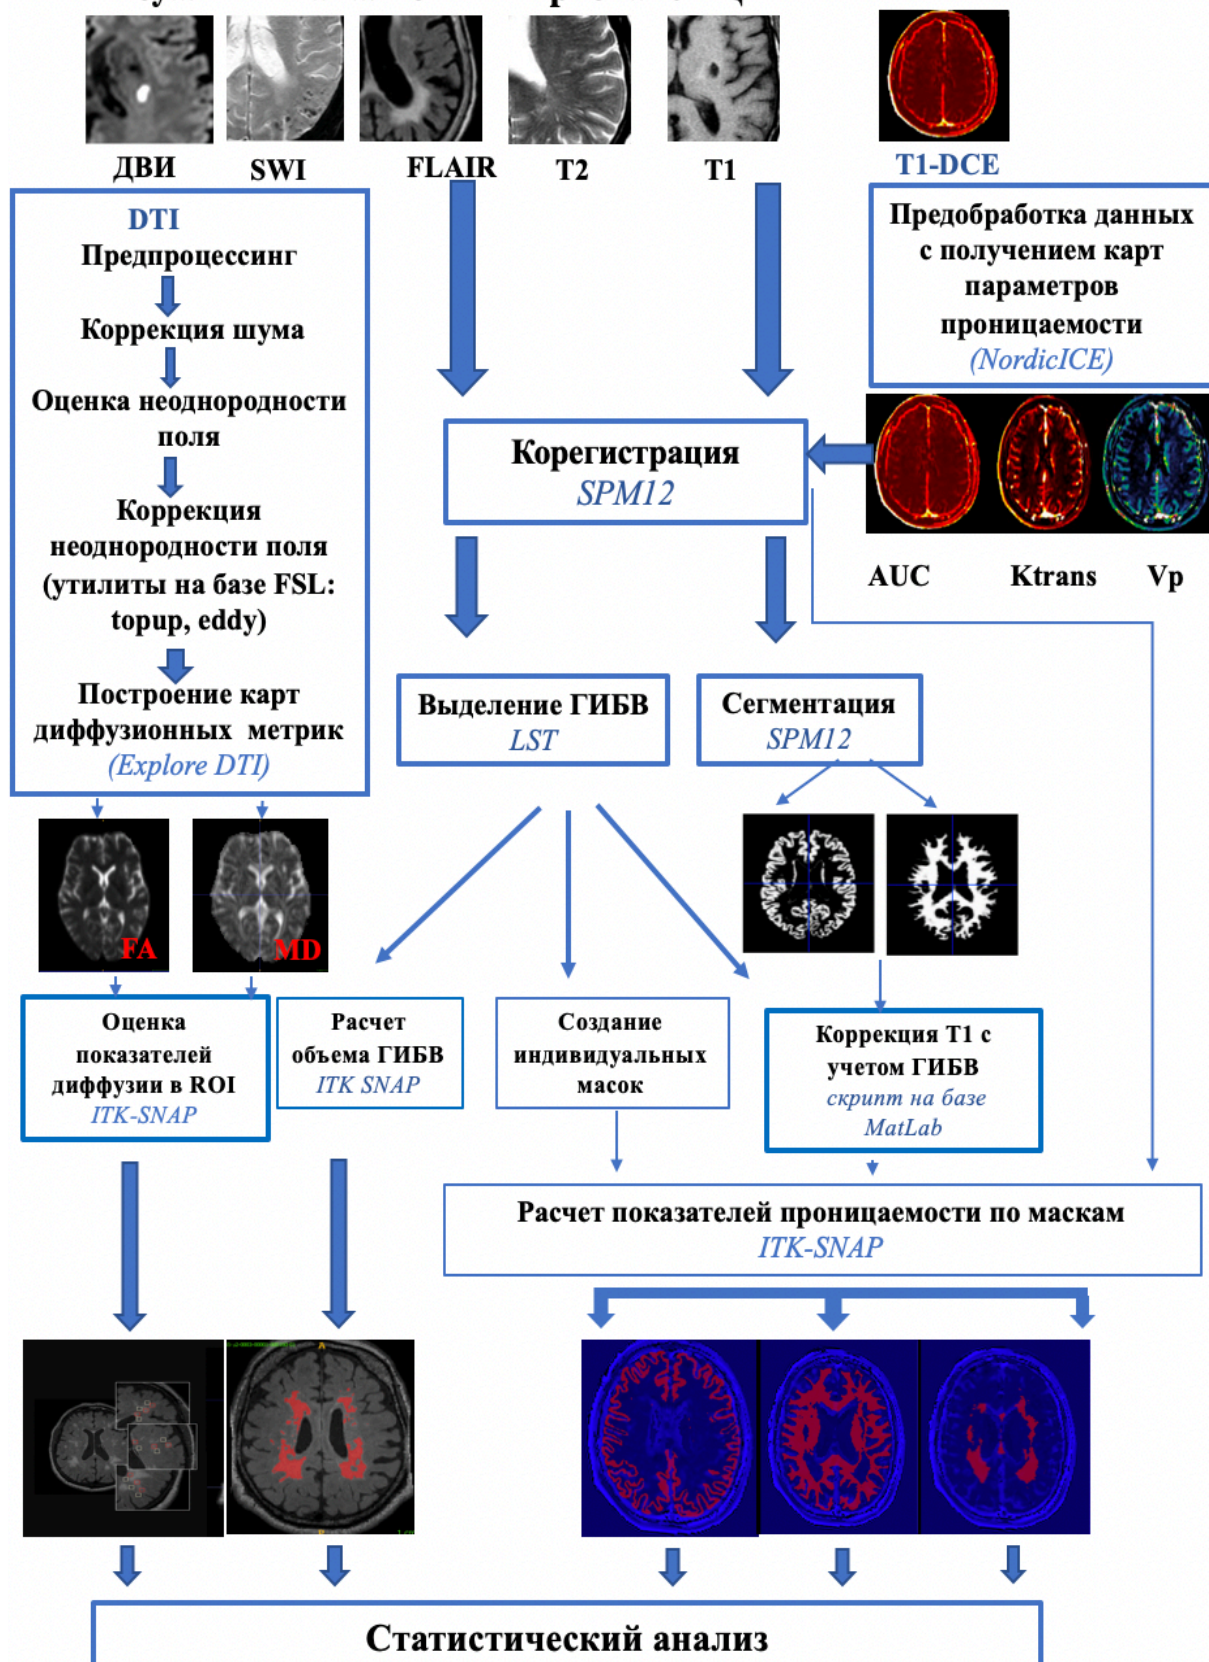 ДВИ
SWI
FLAIR
T2
T1
T1-DCE
DTI
Предпроцессинг
Коррекция шума
Оценка неоднородности
поля
Коррекция
неоднородности поля
(утилиты на базе FSL:
topup, eddy)
Построение карт
диффузионных метрик
(Explore DTI)
Предобработка данных
с получением карт
параметров
проницаемости
(NordicICE)
Корегистрация
SPM12
AUC
Ktrans
Vp
Выделение ГИБВ
LST
Сегментация
SPM12
FA
MD
Оценка
показателей
диффузии в ROI
ITK-SNAP
Расчет
объема ГИБВ
ITK SNAP
Создание
индивидуальных
масок
Коррекция Т1 с
учетом ГИБВ
скрипт на базе
MatLab
Расчет показателей проницаемости по маскам
ITK-SNAP
A
Статистический анализ